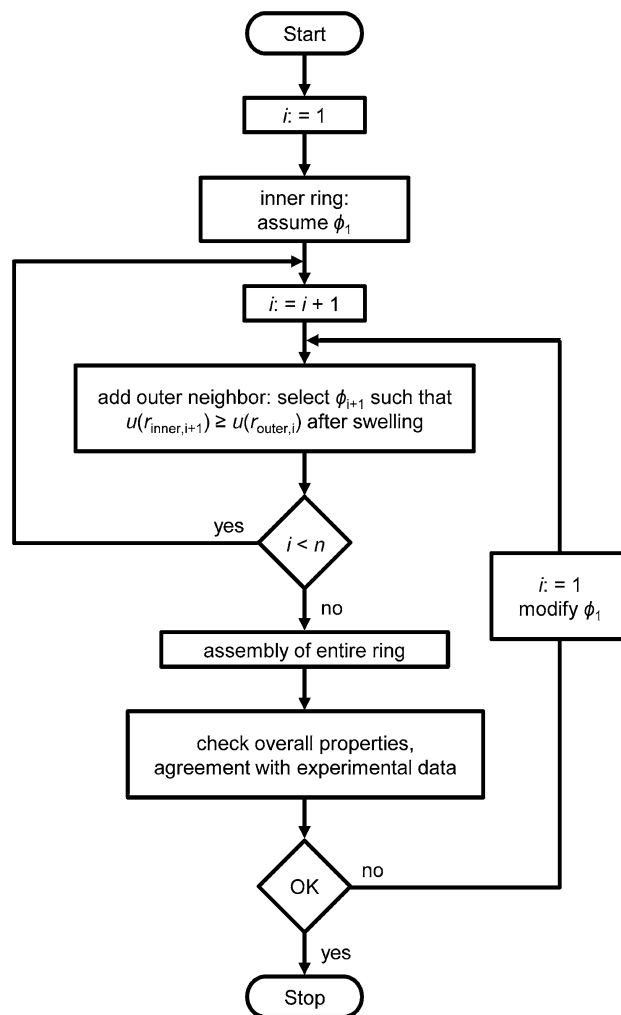 Start
i: = 1
inner ring:
assume ϕ₁
i: = i + 1
add outer neighbor: select ϕᵢ₊₁ such that
u(r_inner,i+1) ≥ u(r_outer,i) after swelling
yes
i < n
i: = 1
modify ϕ₁
no
assembly of entire ring
check overall properties,
agreement with experimental data
OK
no
yes
Stop